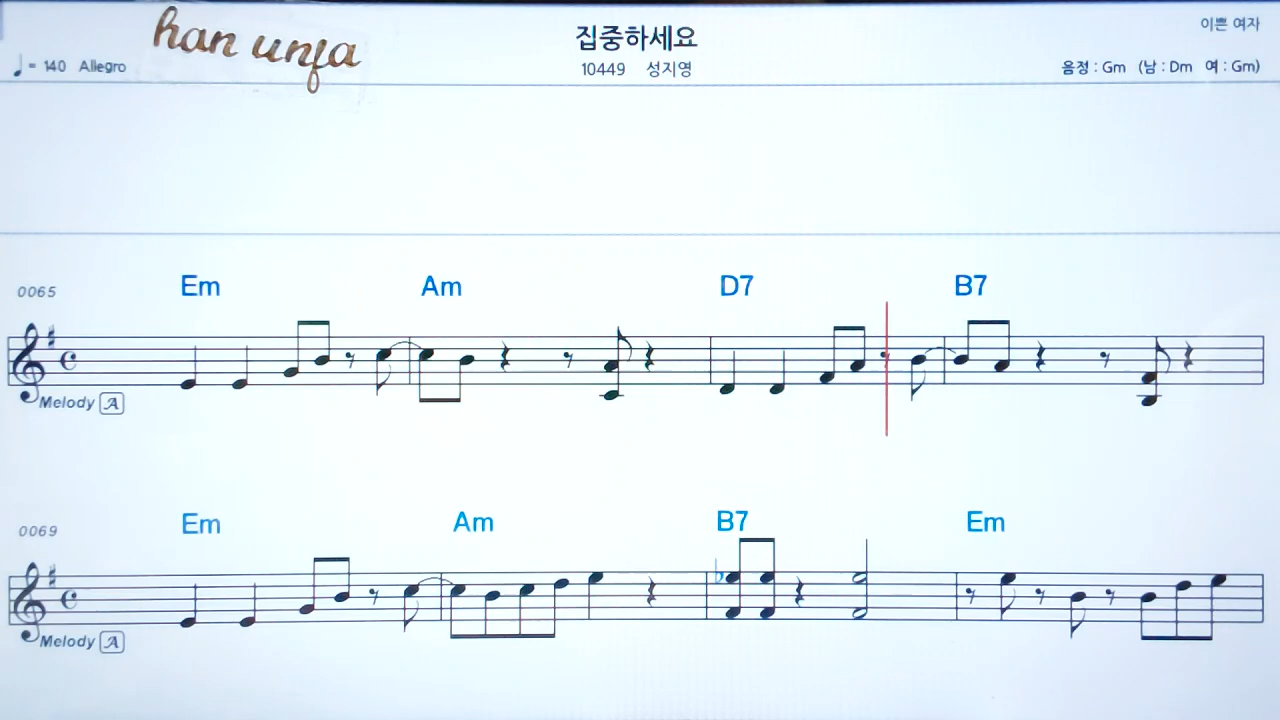 han unfa
집중하세요
이쁜 여자
♩= 140 Allegro
10449 성지영
음정 : Gm (남 : Dm 여 : Gm)
Em Am D7 B7
0065
Melody A
Em Am B7 Em
0069
Melody A